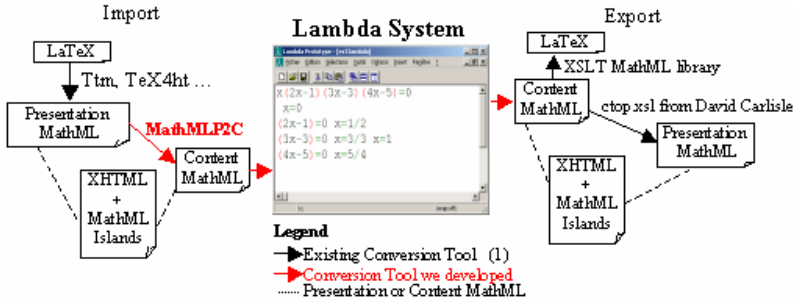 Import
Lambda System
Export
LaTeX
Ttm, TeX4ht ...
Presentation
MathML
MathMLP2C
Content
MathML
XHTML
+
MathML
Islands
Lambda Prototype
x(2x-1)(3x-3)(4x-5)=0
x=0
(2x-1)=0 x=1/2
(3x-3)=0 x=3/3 x=1
(4x-5)=0 x=5/4
LaTeX
XSLT MathML library
Content
MathML
ctop.xsl from David Carlisle
Presentation
MathML
XHTML
+
MathML
Islands
Legend
Existing Conversion Tool (1)
Conversion Tool we developed
Presentation or Content MathML